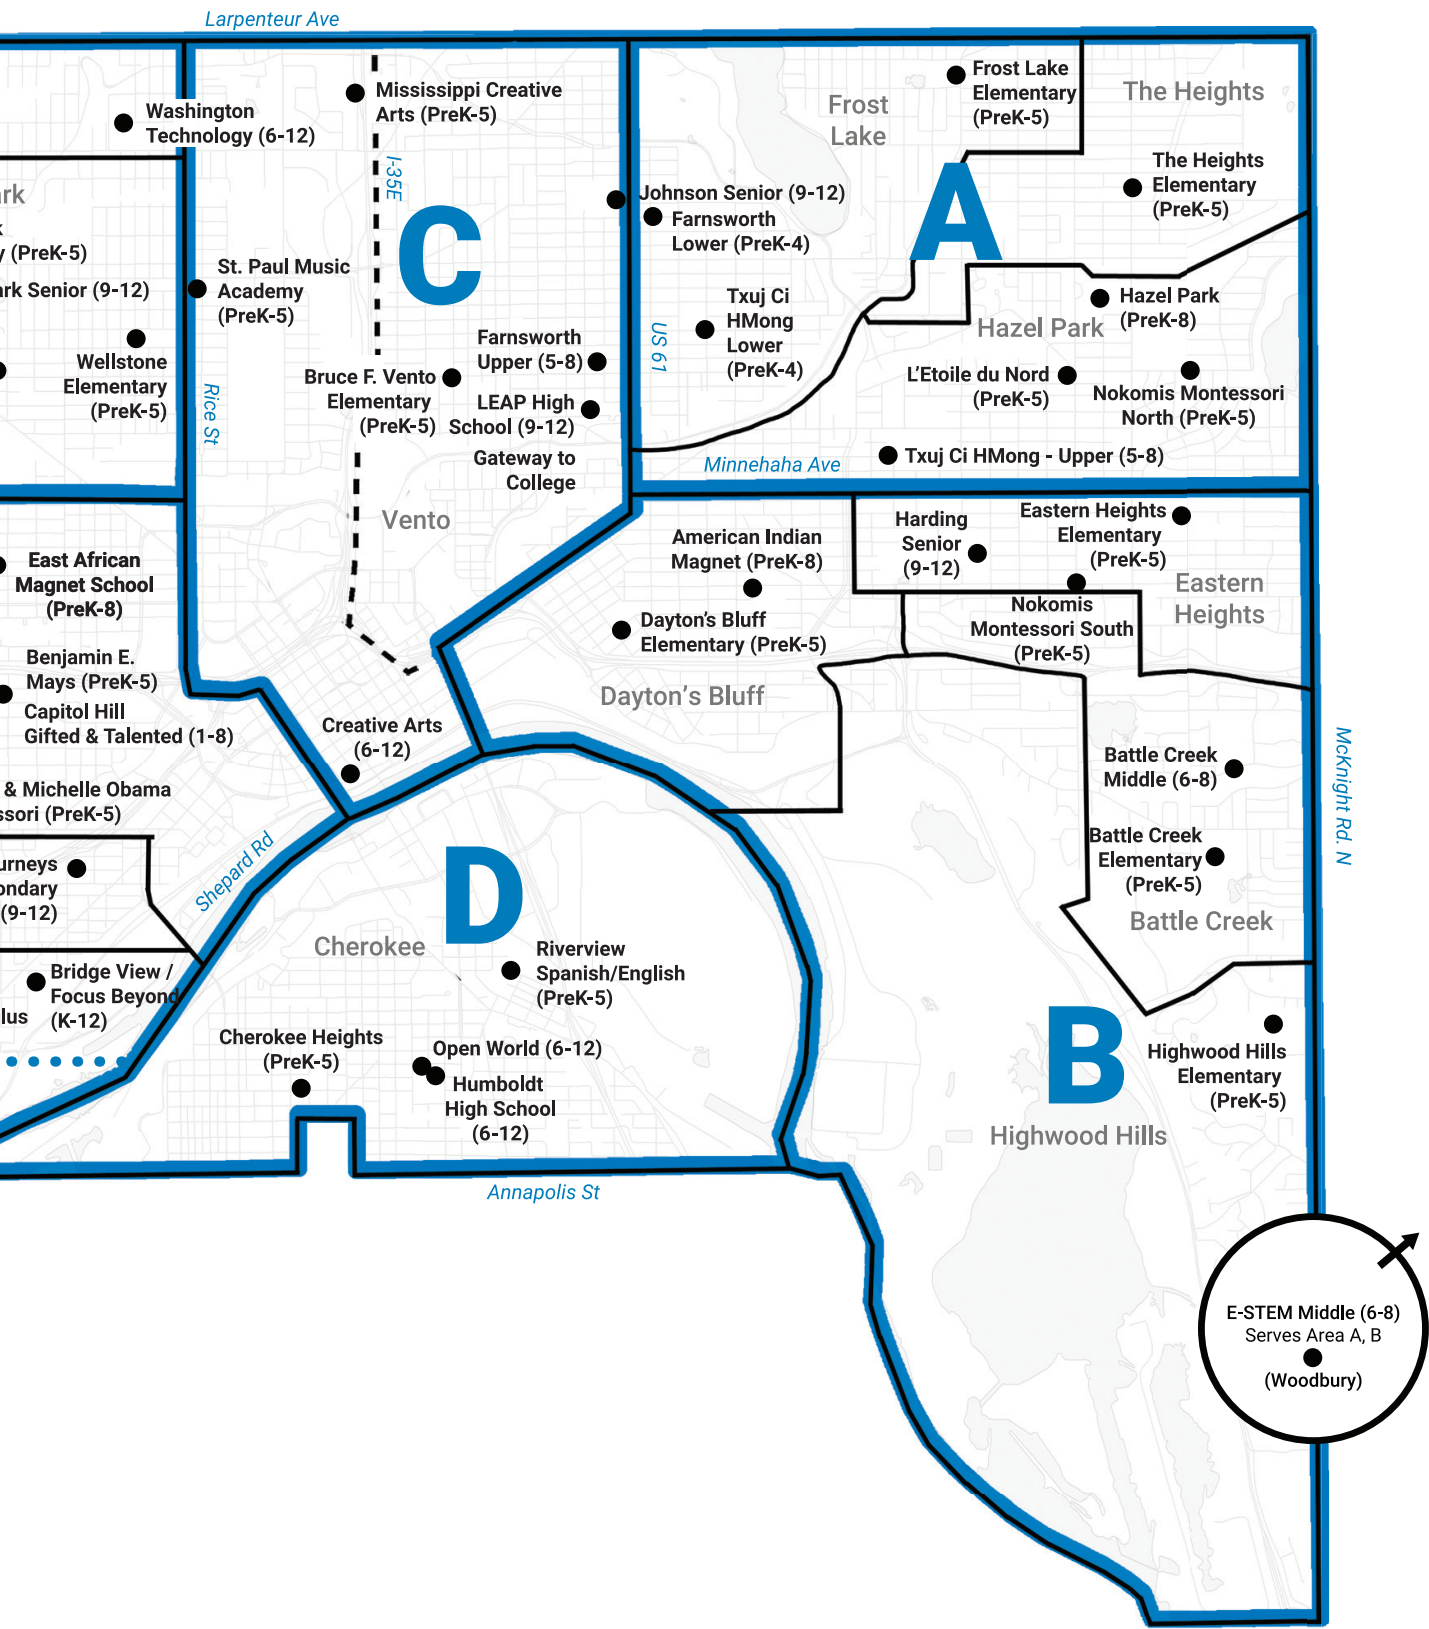 Larpenteur Ave
Washington
Technology (6-12)
Mississippi Creative
Arts (PreK-5)
I-35E
C
Frost
Lake
Frost Lake
Elementary
(PreK-5)
The Heights
The Heights
Elementary
(PreK-5)
A
Johnson Senior (9-12)
Farnsworth
Lower (PreK-4)
ark
k
y (PreK-5)
ark Senior (9-12)
St. Paul Music
Academy
(PreK-5)
Wellstone
Elementary
(PreK-5)
Rice St
Farnsworth
Upper (5-8)
Bruce F. Vento
Elementary
(PreK-5)
LEAP High
School (9-12)
Gateway to
College
Vento
US 61
Txuj Ci
HMong
Lower
(PreK-4)
Hazel Park
(PreK-8)
Hazel Park
L'Etoile du Nord
(PreK-5)
Nokomis Montessori
North (PreK-5)
Txuj Ci HMong - Upper (5-8)
Minnehaha Ave
American Indian
Magnet (PreK-8)
Dayton's Bluff
Elementary (PreK-5)
Dayton's Bluff
Harding
Senior
(9-12)
Eastern Heights
Elementary
(PreK-5)
Eastern
Heights
Nokomis
Montessori South
(PreK-5)
East African
Magnet School
(PreK-8)
Benjamin E.
Mays (PreK-5)
Capitol Hill
Gifted & Talented (1-8)
& Michelle Obama
ssori (PreK-5)
urneys
ondary
(9-12)
Bridge View /
Focus Beyond
(K-12)
lus
Creative Arts
(6-12)
Shepard Rd
D
Cherokee
Riverview
Spanish/English
(PreK-5)
Cherokee Heights
(PreK-5)
Open World (6-12)
Humboldt
High School
(6-12)
Annapolis St
Battle Creek
Middle (6-8)
Battle Creek
Elementary
(PreK-5)
Battle Creek
McKnight Rd. N
B
Highwood Hills
Elementary
(PreK-5)
Highwood Hills
E-STEM Middle (6-8)
Serves Area A, B
(Woodbury)